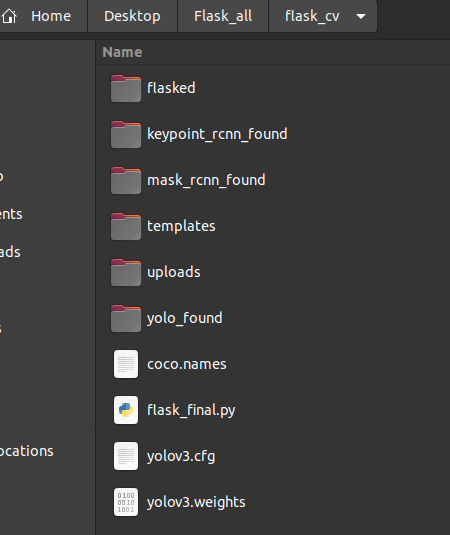 Home Desktop Flask_all flask_cv
Name
flasked
keypoint_rcnn_found
mask_rcnn_found
templates
uploads
yolo_found
coco.names
flask_final.py
yolov3.cfg
yolov3.weights
ents
ads
ocations